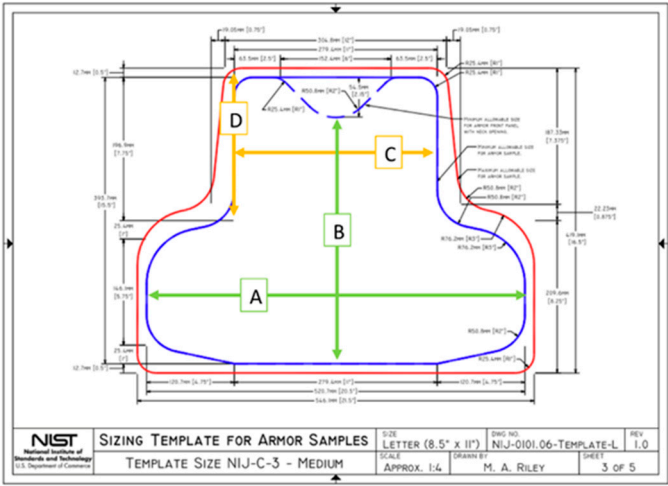 19.05mm [0.75"]
19.05mm [0.75"]
304.8mm [12"]
279.4mm [11"]
63.5mm [2.5"]
152.4mm [6"]
63.5mm [2.5"]
12.7mm [0.5"]
R25.4mm [R1"]
R25.4mm [R1"]
R50.8mm [R2"]
54.5mm
[2.15"]
R25.4mm [R1"]
MINIMUM ALLOWABLE SIZE
FOR ARMOR FRONT PANEL
WITH NECK OPENING.
D
C
187.33mm
[7.375"]
196.9mm
[7.75"]
MINIMUM ALLOWABLE SIZE
FOR ARMOR SAMPLE.
MAXIMUM ALLOWABLE SIZE
FOR ARMOR SAMPLE.
393.7mm
[15.5"]
R50.8mm [R2"]
R50.8mm [R2"]
22.23mm
[0.875"]
25.4mm
[1"]
B
R76.2mm [R3"]
R76.2mm [R3"]
419.1mm
[16.5"]
146.1mm
[5.75"]
A
209.6mm
[8.25"]
R50.8mm [R2"]
25.4mm
[1"]
R25.4mm [R1"]
12.7mm [0.5"]
120.7mm [4.75"]
279.4mm [11"]
120.7mm [4.75"]
520.7mm [20.5"]
546.1mm [21.5"]
NIST
National Institute of
Standards and Technology
U.S. Department of Commerce
SIZING TEMPLATE FOR ARMOR SAMPLES
TEMPLATE SIZE NIJ-C-3 - MEDIUM
SIZE
LETTER (8.5" X 11")
DWG NO.
NIJ-0101.06-TEMPLATE-L
REV
1.0
SCALE
APPROX. 1:4
DRAWN BY
M. A. RILEY
SHEET
3 OF 5